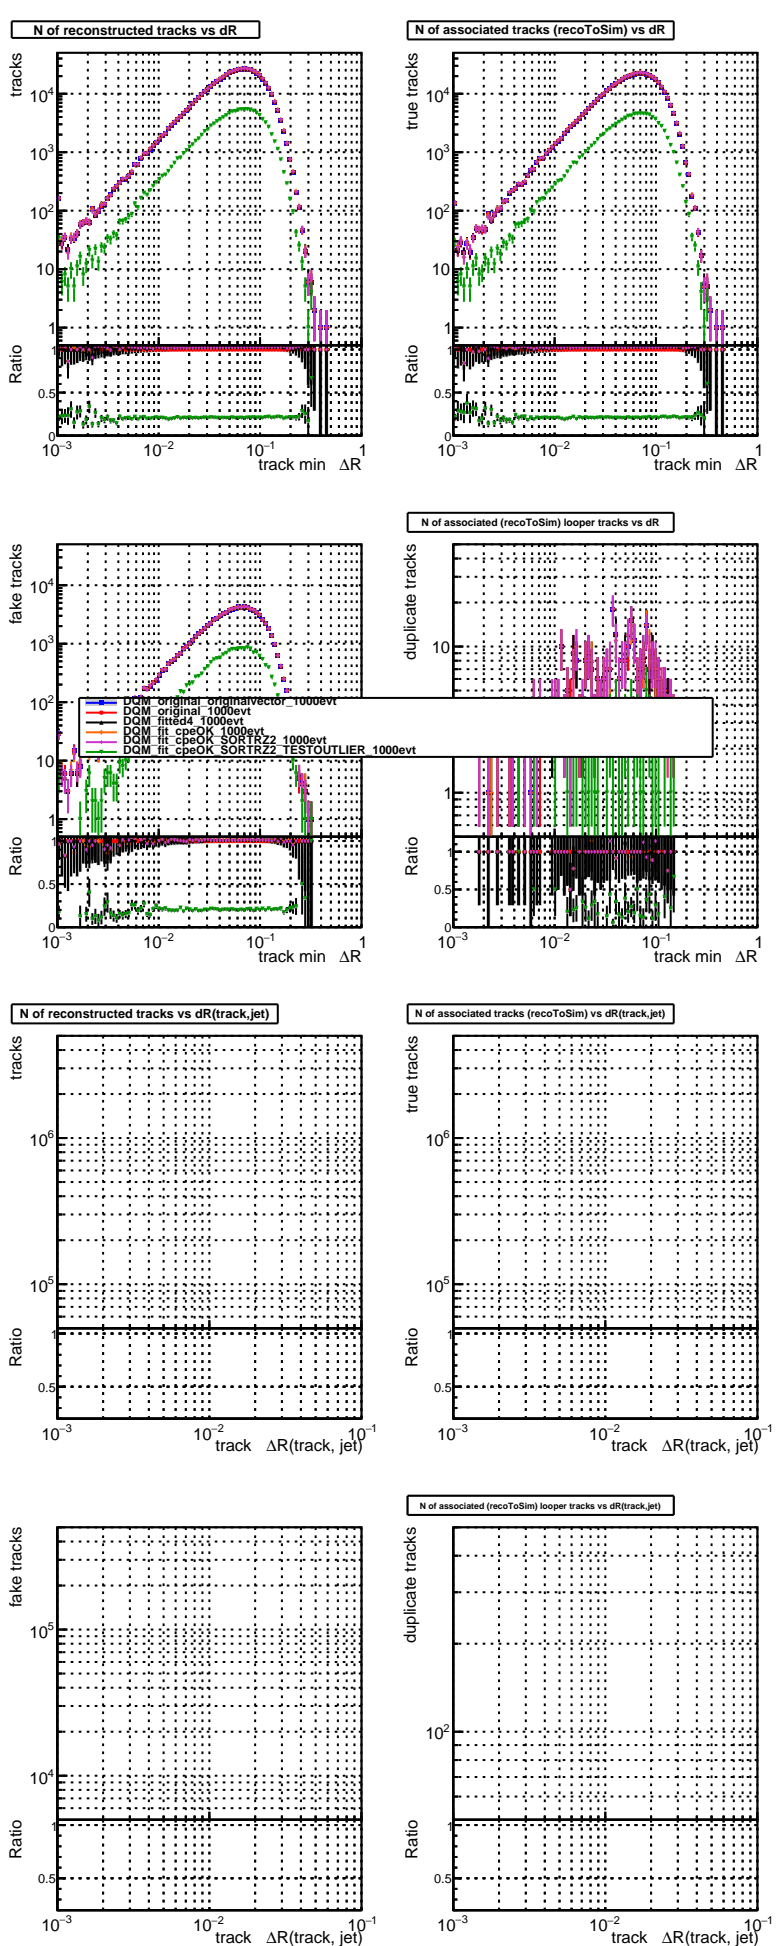 N of reconstructed tracks vs dR
tracks
10⁴
10³
10²
10
1
Ratio
1
0.5
0
10⁻³ 10⁻² 10⁻¹ 1
track min ΔR
N of associated tracks (recoToSim) vs dR
true tracks
10⁴
10³
10²
10
1
Ratio
1
0.5
0
10⁻³ 10⁻² 10⁻¹ 1
track min ΔR
fake tracks
10⁴
10³
10²
10
1
Ratio
1
0.5
0
10⁻³ 10⁻² 10⁻¹ 1
track min ΔR
N of associated (recoToSim) looper tracks vs dR
duplicate tracks
10
1
Ratio
1
0.5
0
10⁻³ 10⁻² 10⁻¹ 1
track min ΔR
DQM_original_originalvector_1000evt
DQM_original_1000evt
DQM_fitted4_1000evt
DQM_fit_cpeOK_1000evt
DQM_fit_cpeOK_SORTRZ2_1000evt
DQM_fit_cpeOK_SORTRZ2_TESTOUTLIER_1000evt
N of reconstructed tracks vs dR(track,jet)
tracks
10⁶
10⁵
Ratio
1
0.5
10⁻³ 10⁻² 10⁻¹
track ΔR(track, jet)
N of associated tracks (recoToSim) vs dR(track,jet)
true tracks
10⁶
10⁵
Ratio
1
0.5
10⁻³ 10⁻² 10⁻¹
track ΔR(track, jet)
fake tracks
10⁵
10⁴
Ratio
1
0.5
10⁻³ 10⁻² 10⁻¹
track ΔR(track, jet)
N of associated (recoToSim) looper tracks vs dR(track,jet)
duplicate tracks
10²
Ratio
1
0.5
10⁻³ 10⁻² 10⁻¹
track ΔR(track, jet)